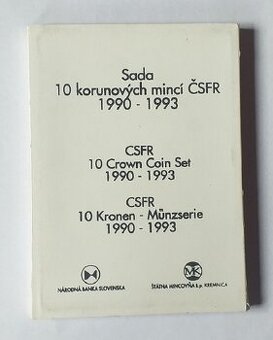 Sada
10 korunových mincí ČSFR
1990 - 1993
CSFR
10 Crown Coin Set
1990 - 1993
CSFR
10 Kronen - Münzserie
1990 - 1993
NÁRODNÁ BANKA SLOVENSKA
MK
ŠTÁTNA MINCOVŇA š.p. KREMNICA